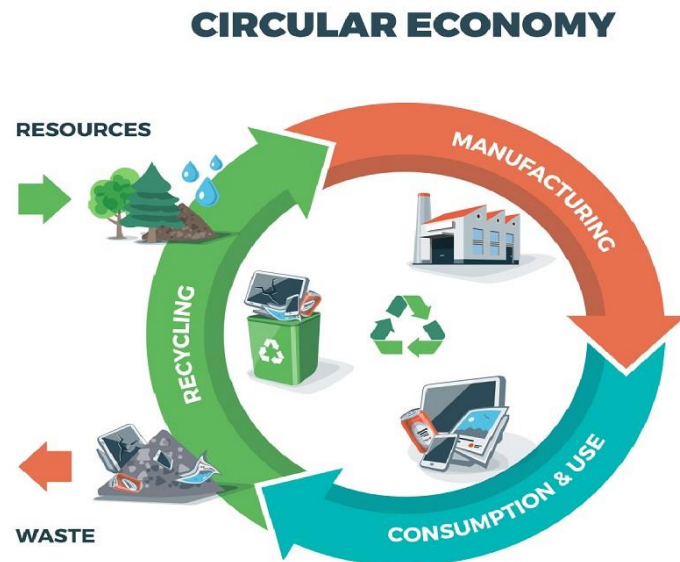 CIRCULAR ECONOMY
RESOURCES
MANUFACTURING
RECYCLING
CONSUMPTION & USE
WASTE